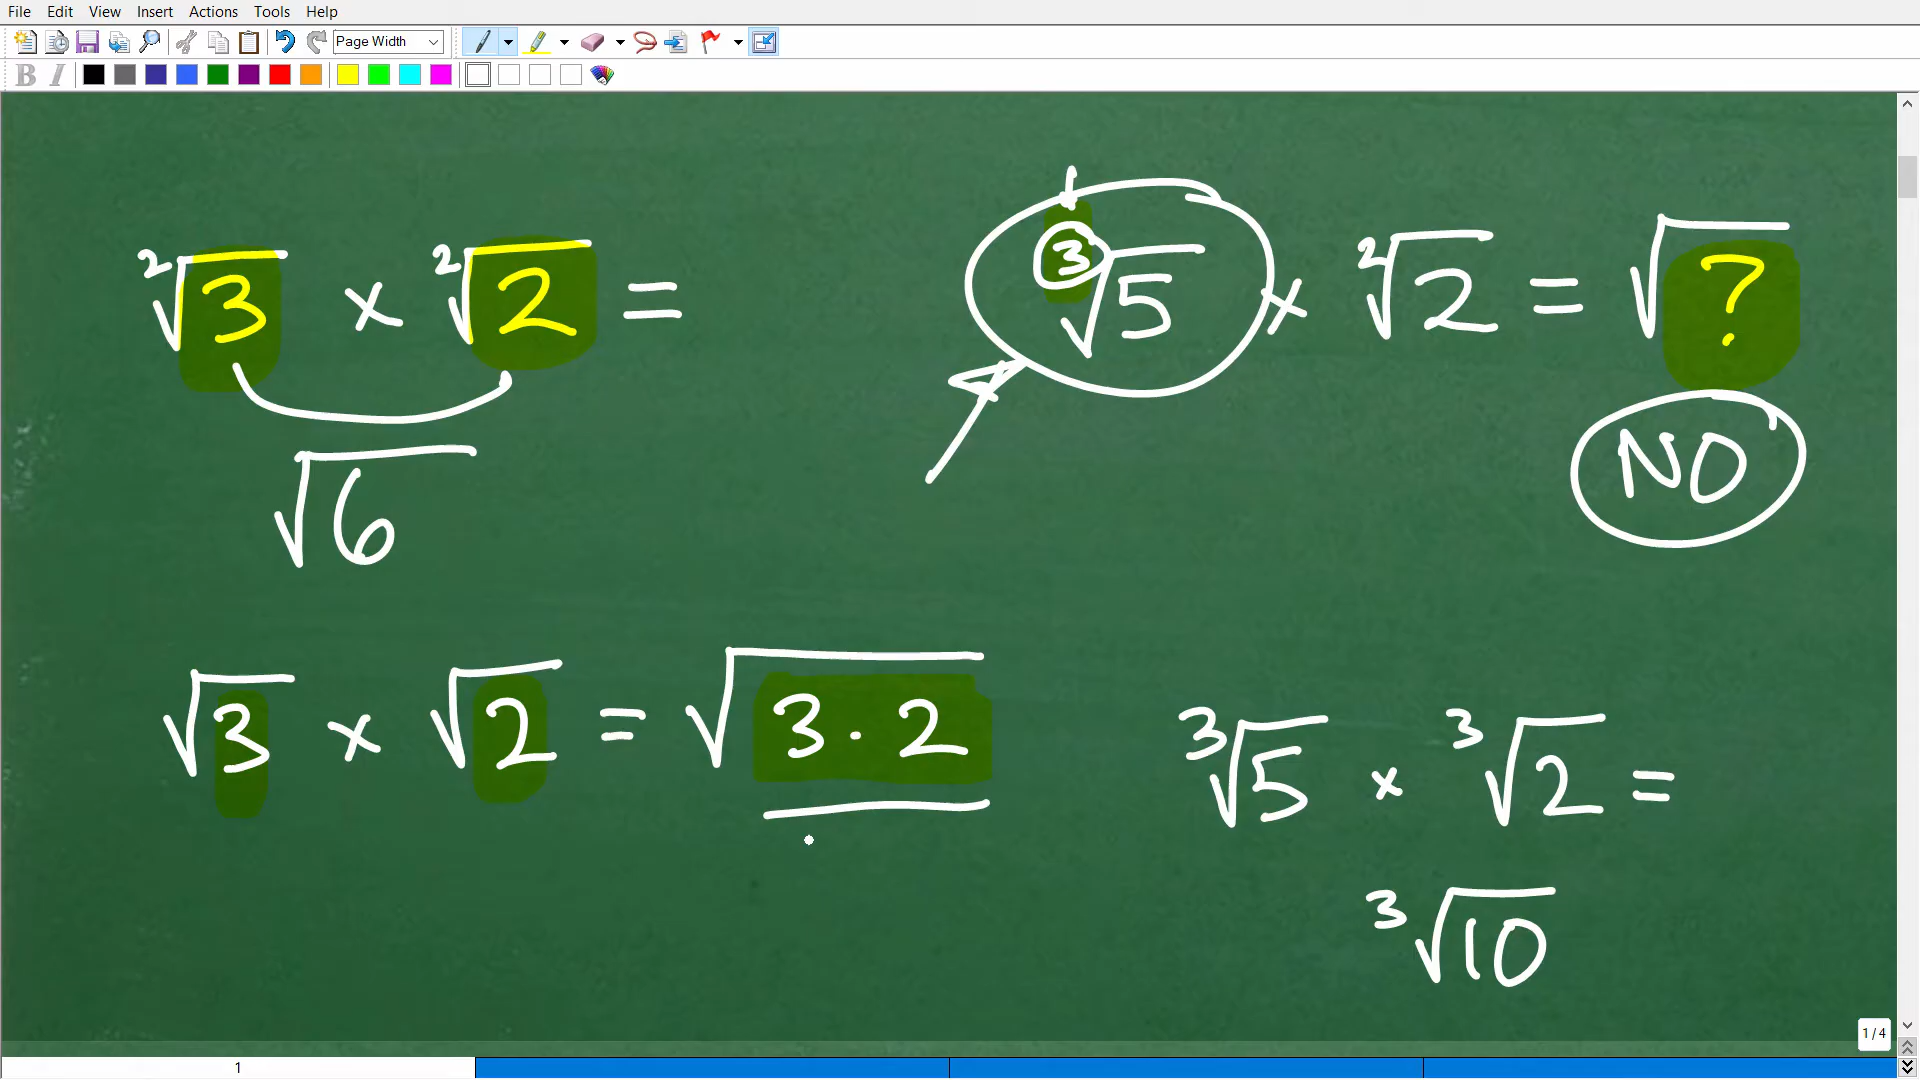 File Edit View Insert Actions Tools Help
Page Width
B I
²√3 x ²√2 =
√6
³√5 x ²√2 = √?
NO
√3 x √2 = √3·2
³√5 x ³√2 =
³√10
1 / 4
1